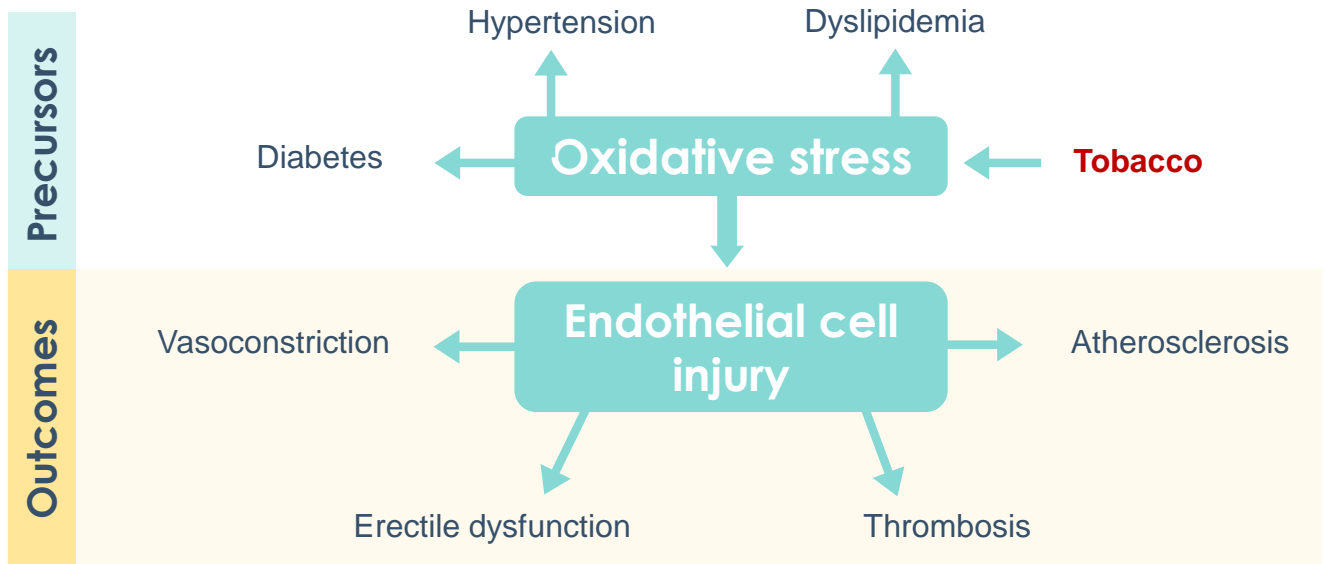 Precursors
Hypertension
Dyslipidemia
Diabetes
Oxidative stress
Tobacco
Outcomes
Vasoconstriction
Endothelial cell
injury
Atherosclerosis
Erectile dysfunction
Thrombosis